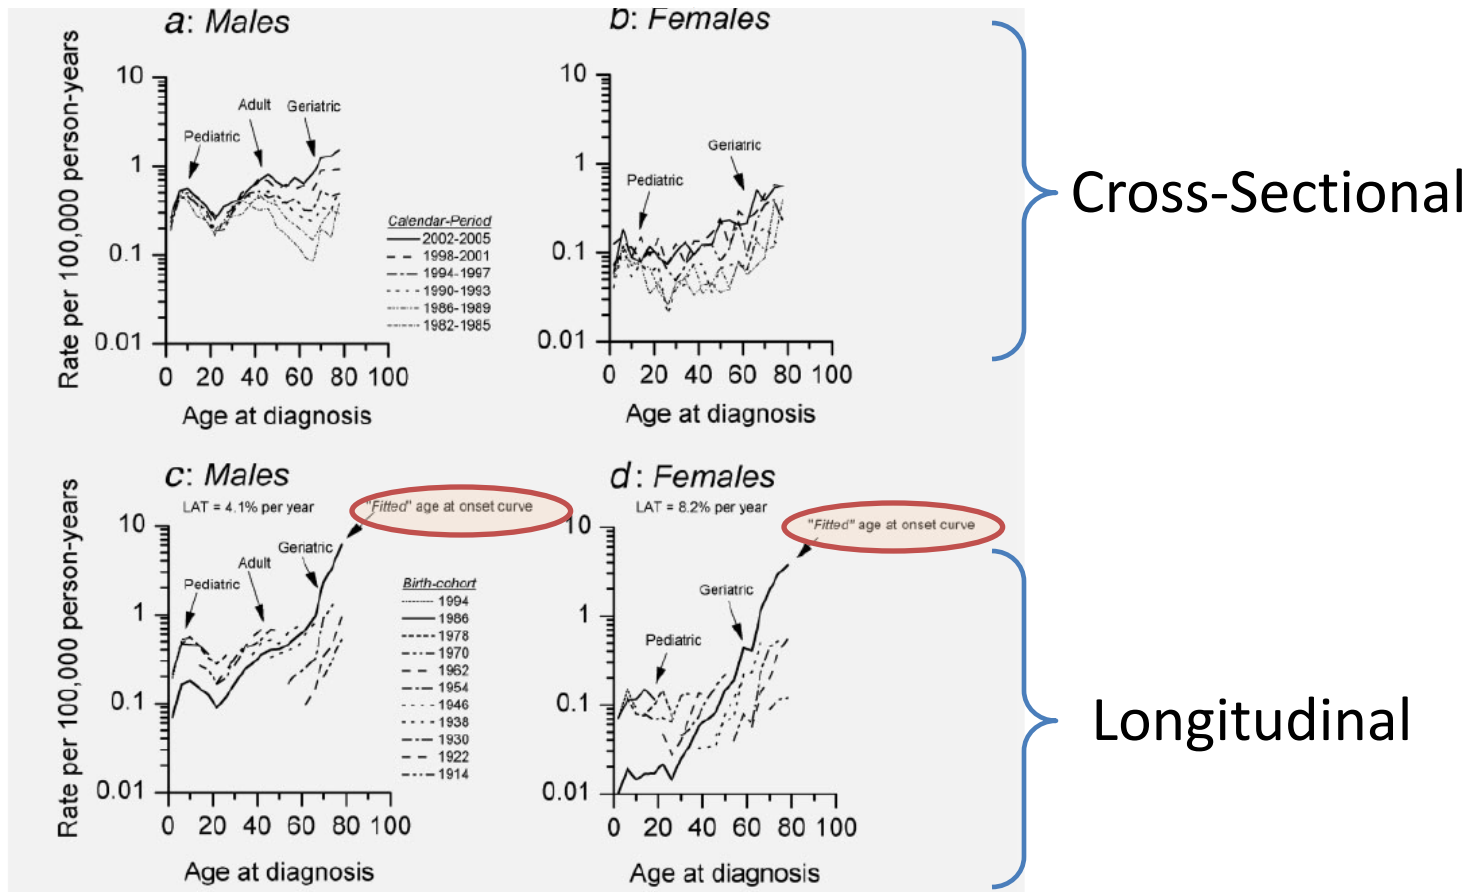 a: Males
Rate per 100,000 person-years
10
1
0.1
0.01
Pediatric
Adult
Geriatric
Calendar-Period
2002-2005
1998-2001
1994-1997
1990-1993
1986-1989
1982-1985
0 20 40 60 80 100
Age at diagnosis
b: Females
10
1
0.1
0.01
Pediatric
Geriatric
0 20 40 60 80 100
Age at diagnosis
Cross-Sectional
c: Males
LAT = 4.1% per year
"Fitted" age at onset curve
Rate per 100,000 person-years
10
1
0.1
0.01
Pediatric
Adult
Geriatric
Birth-cohort
1994
1986
1978
1970
1962
1954
1946
1938
1930
1922
1914
0 20 40 60 80 100
Age at diagnosis
d: Females
LAT = 8.2% per year
"Fitted" age at onset curve
10
1
0.1
0.01
Pediatric
Geriatric
0 20 40 60 80 100
Age at diagnosis
Longitudinal